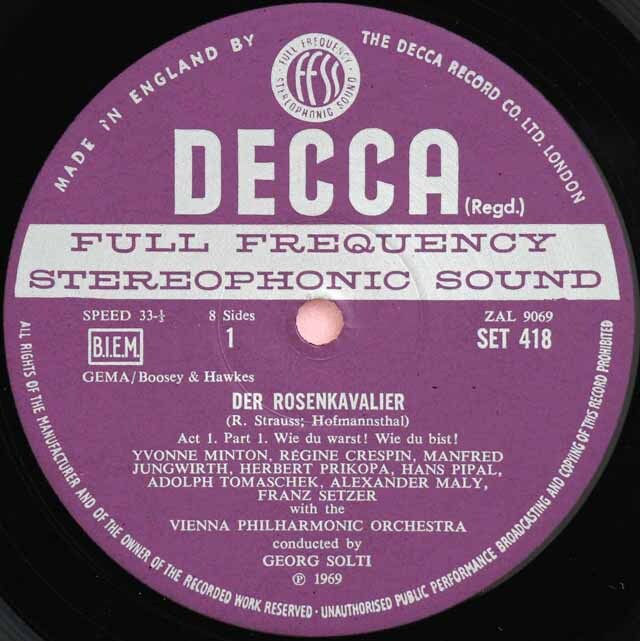 MADE IN ENGLAND BY THE DECCA RECORD CO. LTD. LONDON
FULL FREQUENCY
FFSS
STEREOPHONIC SOUND
DECCA (Regd.)
FULL FREQUENCY
STEREOPHONIC SOUND
SPEED 33-⅓ 8 Sides ZAL 9069
B.I.E.M. 1 SET 418
GEMA/Boosey & Hawkes
DER ROSENKAVALIER
(R. Strauss; Hofmannsthal)
Act 1. Part 1. Wie du warst! Wie du bist!
YVONNE MINTON, RÉGINE CRESPIN, MANFRED
JUNGWIRTH, HERBERT PRIKOPA, HANS PIPAL,
ADOLPH TOMASCHEK, ALEXANDER MALY,
FRANZ SETZER
with the
VIENNA PHILHARMONIC ORCHESTRA
conducted by
GEORG SOLTI
℗ 1969
ALL RIGHTS OF THE MANUFACTURER AND OF THE OWNER OF THE RECORDED WORK RESERVED · UNAUTHORISED PUBLIC PERFORMANCE BROADCASTING AND COPYING OF THIS RECORD PROHIBITED